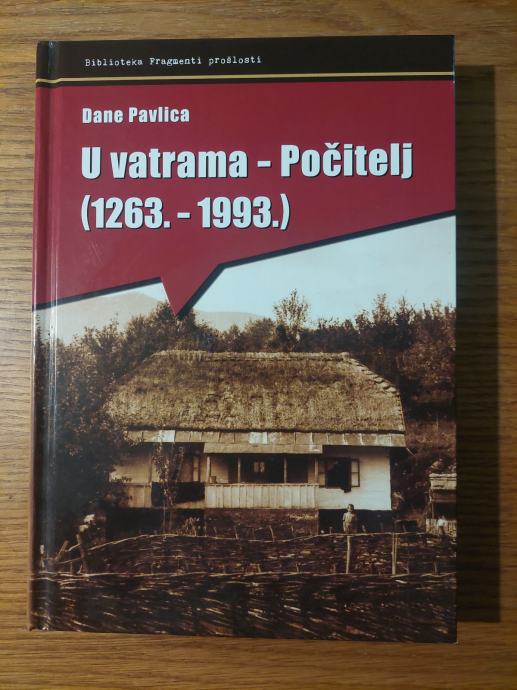 Biblioteka Fragmenti prošlosti
Dane Pavlica
U vatrama - Počitelj
(1263. - 1993.)